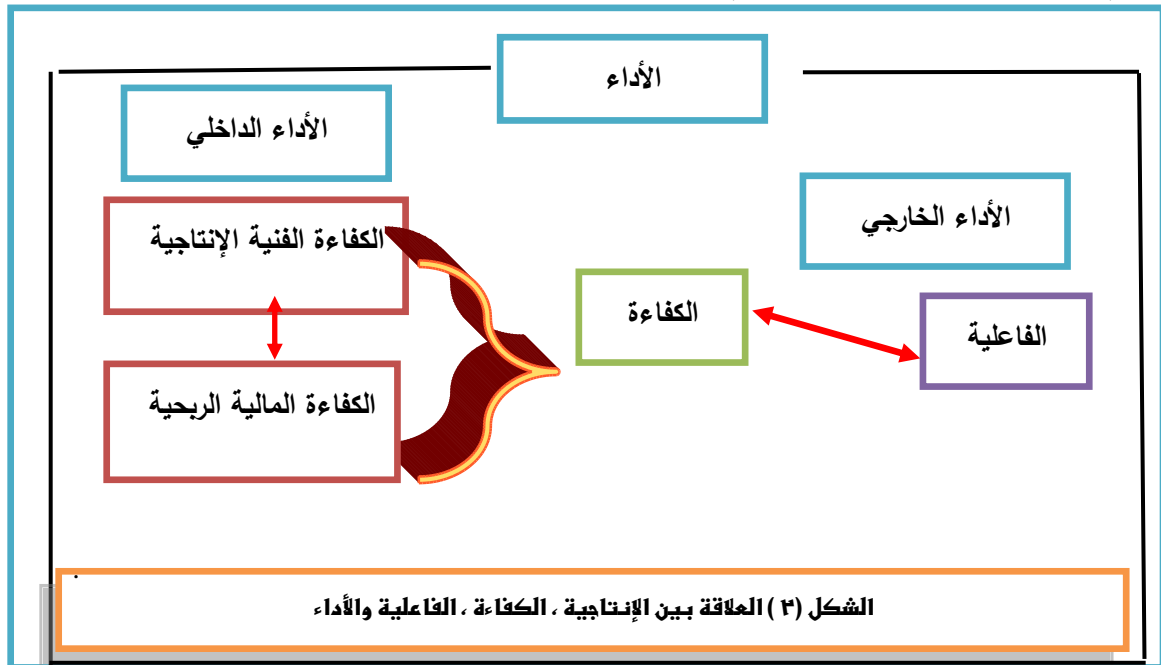 الأداء
الأداء الداخلي
الأداء الخارجي
الكفاءة الفنية الإنتاجية
الكفاءة
الفاعلية
الكفاءة المالية الربحية
الشكل (٣ ) العلاقة بين الإنتاجية ، الكفاءة ، الفاعلية والأداء